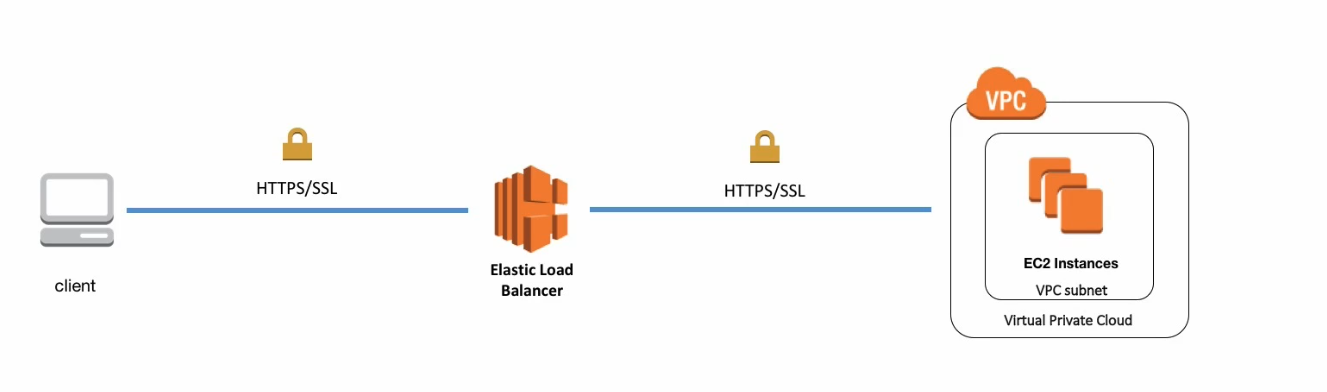 VPC
HTTPS/SSL
HTTPS/SSL
EC2 Instances
Elastic Load
Balancer
client
VPC subnet
Virtual Private Cloud